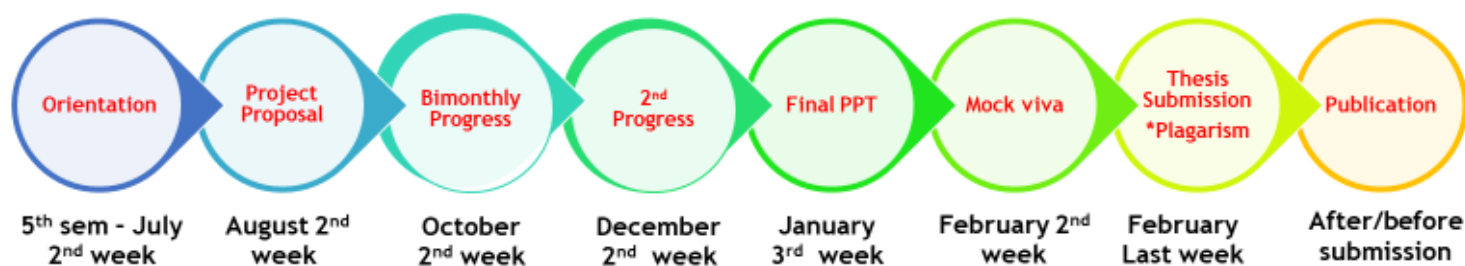 Orientation
Project
Proposal
Bimonthly
Progress
2nd
Progress
Final PPT
Mock viva
Thesis
Submission
*Plagarism
Publication
5th sem - July
2nd week
August 2nd
week
October
2nd week
December
2nd week
January
3rd week
February 2nd
week
February
Last week
After/before
submission